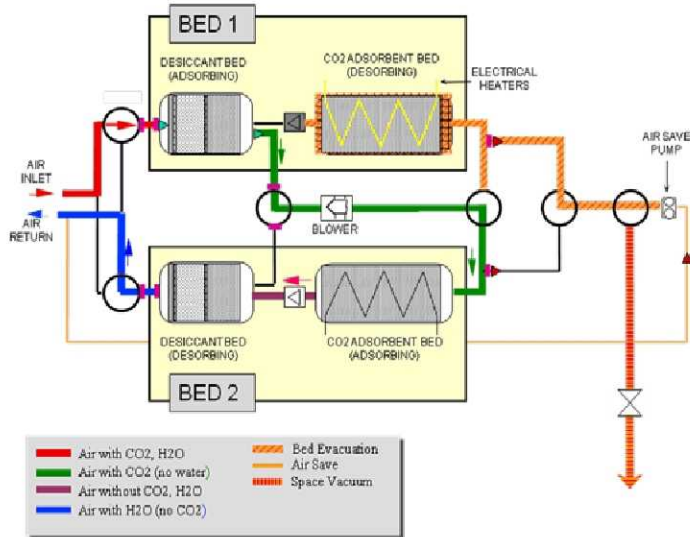 BED 1
DESICCANT BED
(ADSORBING)
CO2 ADSORBENT BED
(DESORBING)
ELECTRICAL
HEATERS
AIR SAVE
PUMP
AIR
INLET
AIR
RETURN
BLOWER
DESICCANT BED
(DESORBING)
CO2 ADSORBENT BED
(ADSORBING)
BED 2
Air with CO2, H2O
Air with CO2 (no water)
Air without CO2, H2O
Air with H2O (no CO2)
Bed Evacuation
Air Save
Space Vacuum